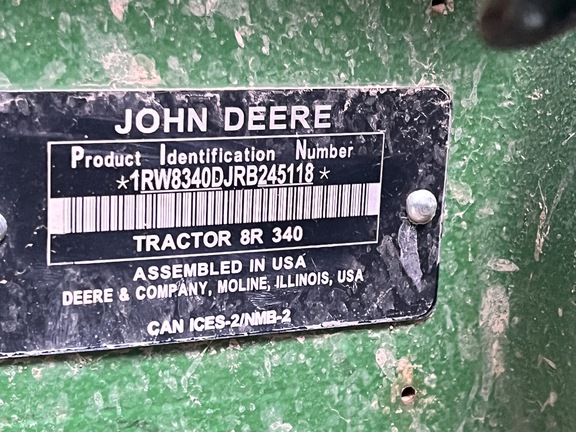 JOHN DEERE
Product Identification Number
*1RW8340DJRB245118*
TRACTOR 8R 340
ASSEMBLED IN USA
DEERE & COMPANY, MOLINE, ILLINOIS, USA
CAN ICES-2/NMB-2